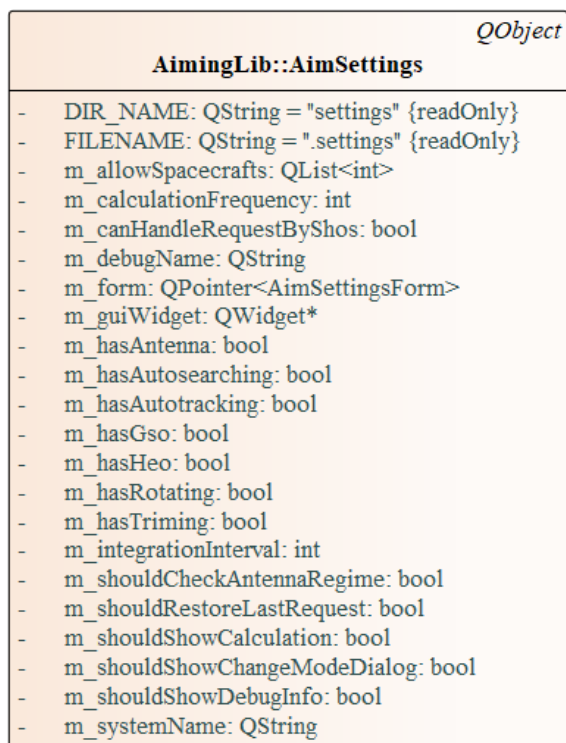 QObject
AimingLib::AimSettings
- DIR_NAME: QString = "settings" {readOnly}
- FILENAME: QString = ".settings" {readOnly}
- m_allowSpacecrafts: QList<int>
- m_calculationFrequency: int
- m_canHandleRequestByShos: bool
- m_debugName: QString
- m_form: QPointer<AimSettingsForm>
- m_guiWidget: QWidget*
- m_hasAntenna: bool
- m_hasAutosearching: bool
- m_hasAutotracking: bool
- m_hasGso: bool
- m_hasHeo: bool
- m_hasRotating: bool
- m_hasTriming: bool
- m_integrationInterval: int
- m_shouldCheckAntennaRegime: bool
- m_shouldRestoreLastRequest: bool
- m_shouldShowCalculation: bool
- m_shouldShowChangeModeDialog: bool
- m_shouldShowDebugInfo: bool
- m_systemName: QString